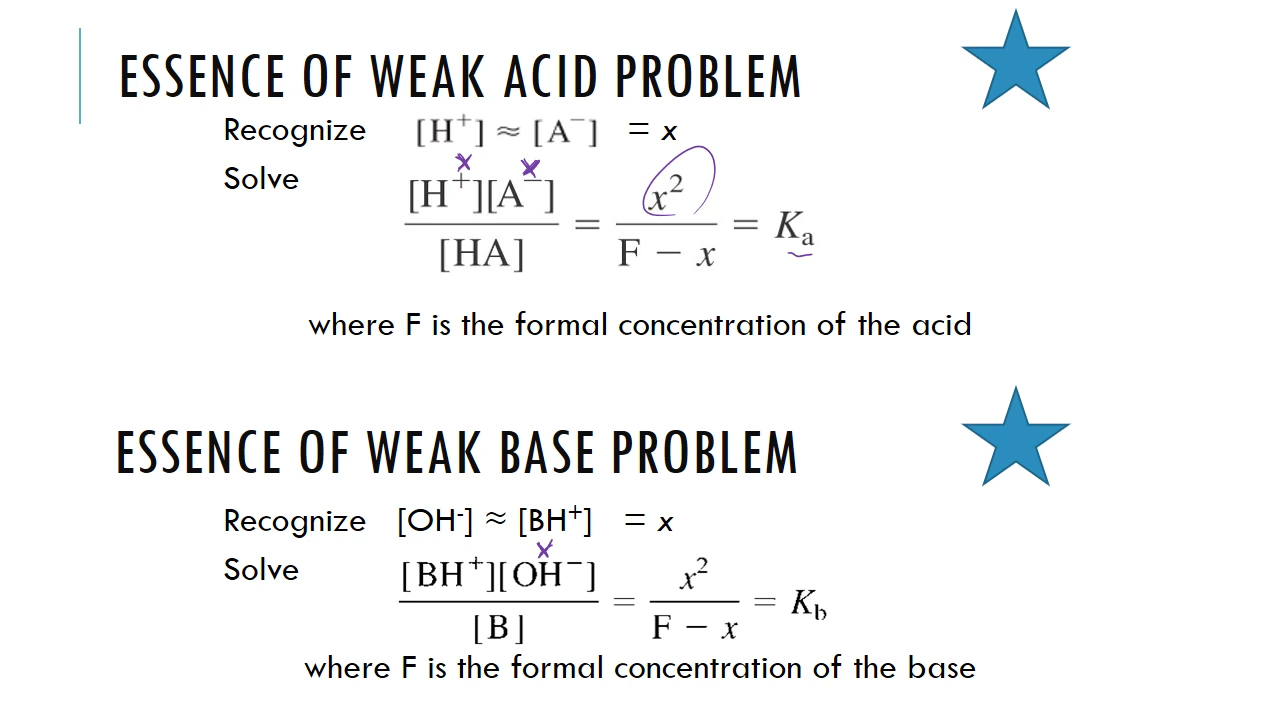 ESSENCE OF WEAK ACID PROBLEM
Recognize [H⁺] ≈ [A⁻] = x
Solve
x x
[H⁺][A⁻] / [HA] = x² / F − x = Kₐ
where F is the formal concentration of the acid
ESSENCE OF WEAK BASE PROBLEM
Recognize [OH⁻] ≈ [BH⁺] = x
Solve
x
[BH⁺][OH⁻] / [B] = x² / F − x = K_b
where F is the formal concentration of the base